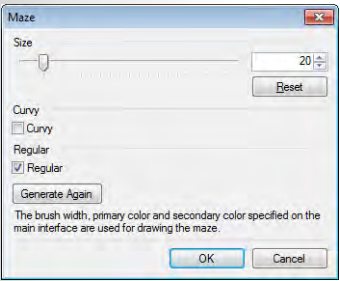 Maze
Size
20
Reset
Curvy
Curvy
Regular
Regular
Generate Again
The brush width, primary color and secondary color specified on the
main interface are used for drawing the maze.
OK
Cancel